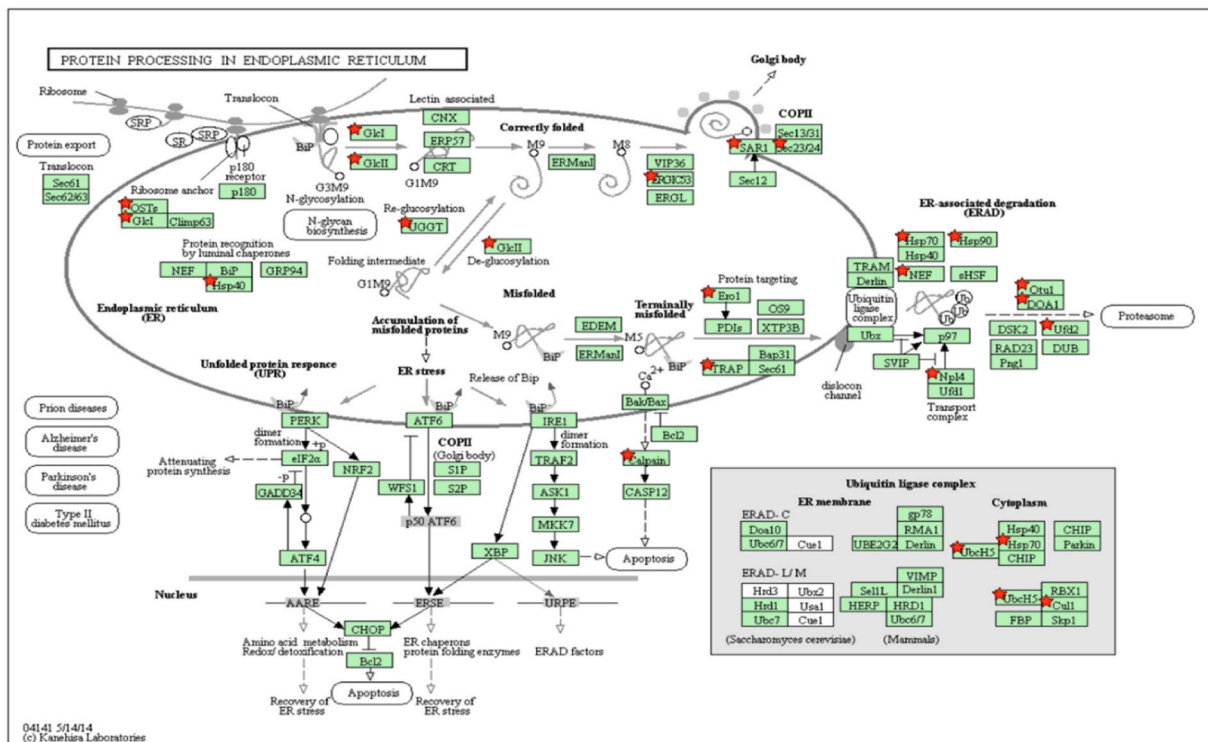 PROTEIN PROCESSING IN ENDOPLASMIC RETICULUM
Golgi body
Ribosome
SRP
SR
SRP
Translocon
BiP
G3M9
N-glycosylation
N-glycan
biosynthesis
Protein export
Translocon
Sec61
Sec62/63
p180
receptor
Ribosome anchor
p180
OSTs
GlcI
Climp63
Lectin associated
CNX
GlcI
GlcII
ERP57
CRT
G1M9
Correctly folded
M9
ERManI
M8
VIP36
ERGIC53
ERGL
COPII
Sec13/31
Sec23/24
SAR1
Sec12
Protein recognition
by luminal chaperones
NEF
BiP
Hsp40
GRP94
Re-glucosylation
UGGT
GlcII
De-glucosylation
Folding intermediate
G1M9
Endoplasmic reticulum
(ER)
Misfolded
Accumulation of
misfolded proteins
M9
BiP
EDEM
ERManI
Terminally
misfolded
M5
BiP
Protein targeting
Ero1
PDIs
OS9
XTP3B
TRAP
Bap31
Sec61
ER-associated degradation
(ERAD)
Hsp70
Hsp40
Hsp90
NEF
sHSF
TRAM
Derlin
Ubiquitin
ligase
complex
Ub
Ub
Ub
Otu1
DOA1
Proteasome
Ubx
p97
SVIP
DSK2
RAD23
Png1
Ufd2
DUB
Npl4
Ufd1
Transport
complex
dislocon
channel
Unfolded protein responce
(UPR)
ER stress
Release of Bip
BiP
BiP
BiP
PERK
ATF6
IRE1
Ca2+
Bak/Bax
Bcl2
Calpain
CASP12
Apoptosis
Prion diseases
Alzheimer's
disease
Parkinson's
disease
Type II
diabetes mellitus
dimer
formation
+p
eIF2α
Attenuating
protein synthesis
-p
GADD34
NRF2
ATF4
COPII
(Golgi body)
WFS1
S1P
S2P
p50 ATF6
dimer
formation
TRAF2
ASK1
MKK7
JNK
XBP
Nucleus
AARE
ERSE
URPE
CHOP
Bcl2
Apoptosis
Amino acid metabolism
Redox/ detoxification
ER chaperons
protein folding enzymes
ERAD factors
Recovery of
ER stress
Recovery of
ER stress
Ubiquitin ligase complex
ER membrane
Cytoplasm
ERAD- C
Doa10
Ubc6/7
Cue1
UBE2G2
gp78
RMA1
Derlin
UbcH5
Hsp40
Hsp70
CHIP
CHIP
Parkin
ERAD- L/ M
Hrd3
Ubx2
Hrd1
Usa1
Ubc7
Cue1
VIMP
Sel1L
Derlin1
HERP
HRD1
Ubc6/7
UbcH5
RBX1
Cul1
FBP
Skp1
(Saccharomyces cerevisiae)
(Mammals)
04141 5/14/14
(c) Kanehisa Laboratories